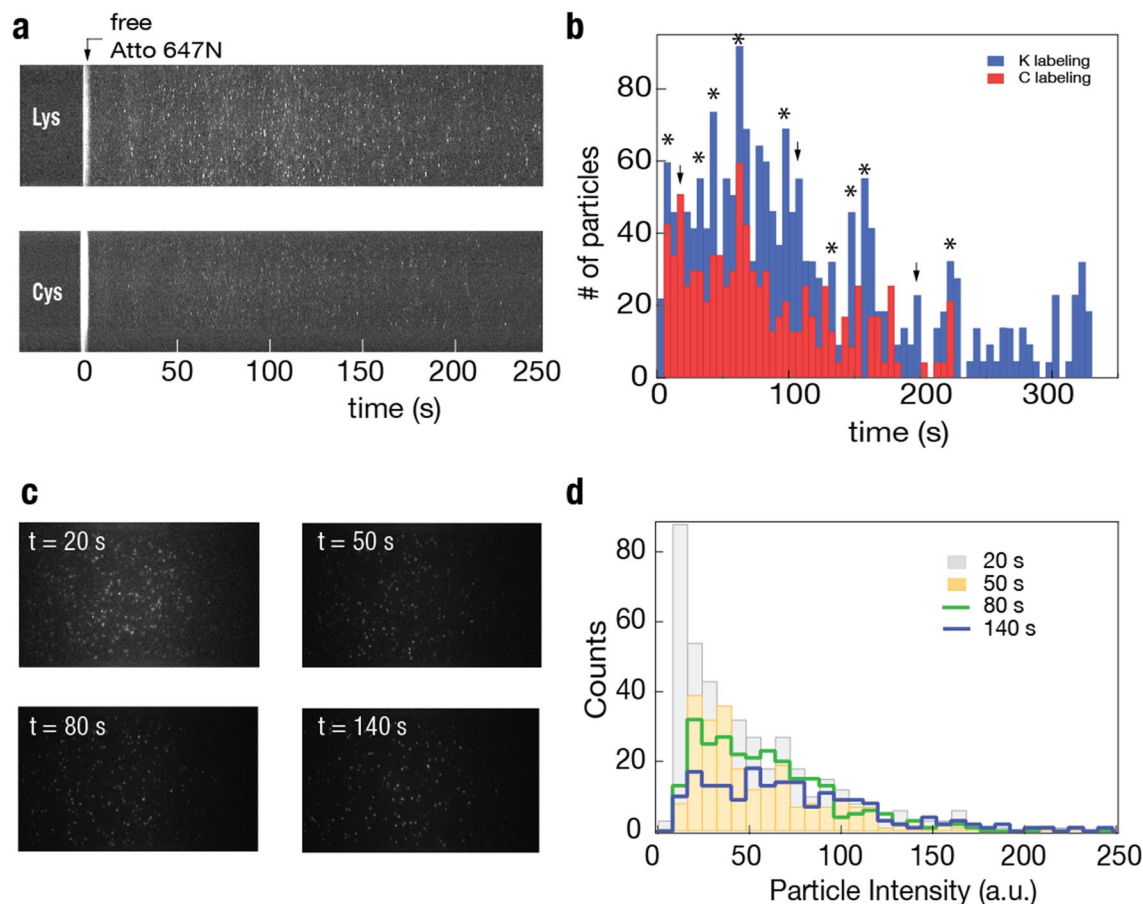 a
free
Atto 647N
Lys
Cys
0 50 100 150 200 250
time (s)
b
K labeling
C labeling
80
60
40
20
0
* * * * * * * * * *
0 100 200 300
time (s)
# of particles
c
t = 20 s
t = 50 s
t = 80 s
t = 140 s
d
20 s
50 s
80 s
140 s
80
60
40
20
0
Counts
0 50 100 150 200 250
Particle Intensity (a.u.)